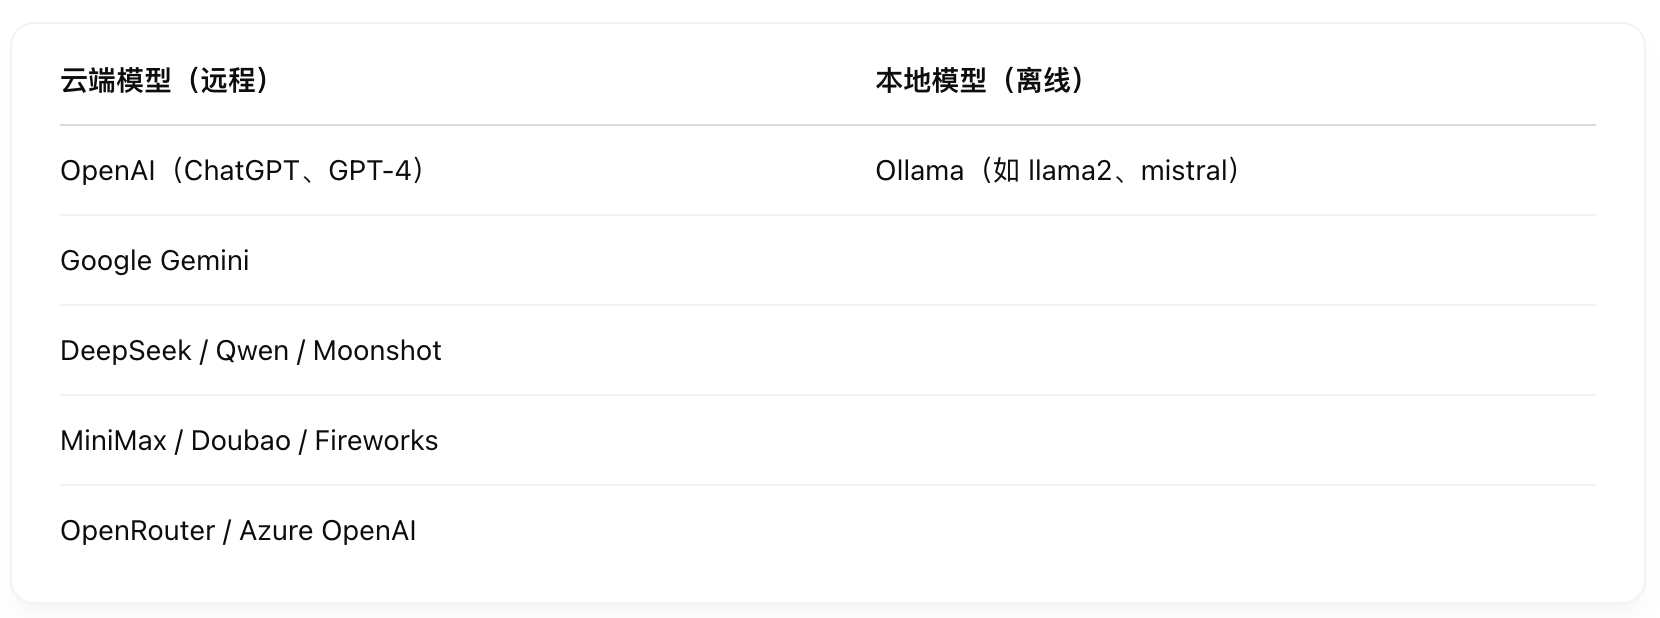 云端模型（远程） 本地模型（离线）
OpenAI（ChatGPT、GPT-4） Ollama（如 llama2、mistral）
Google Gemini
DeepSeek / Qwen / Moonshot
MiniMax / Doubao / Fireworks
OpenRouter / Azure OpenAI